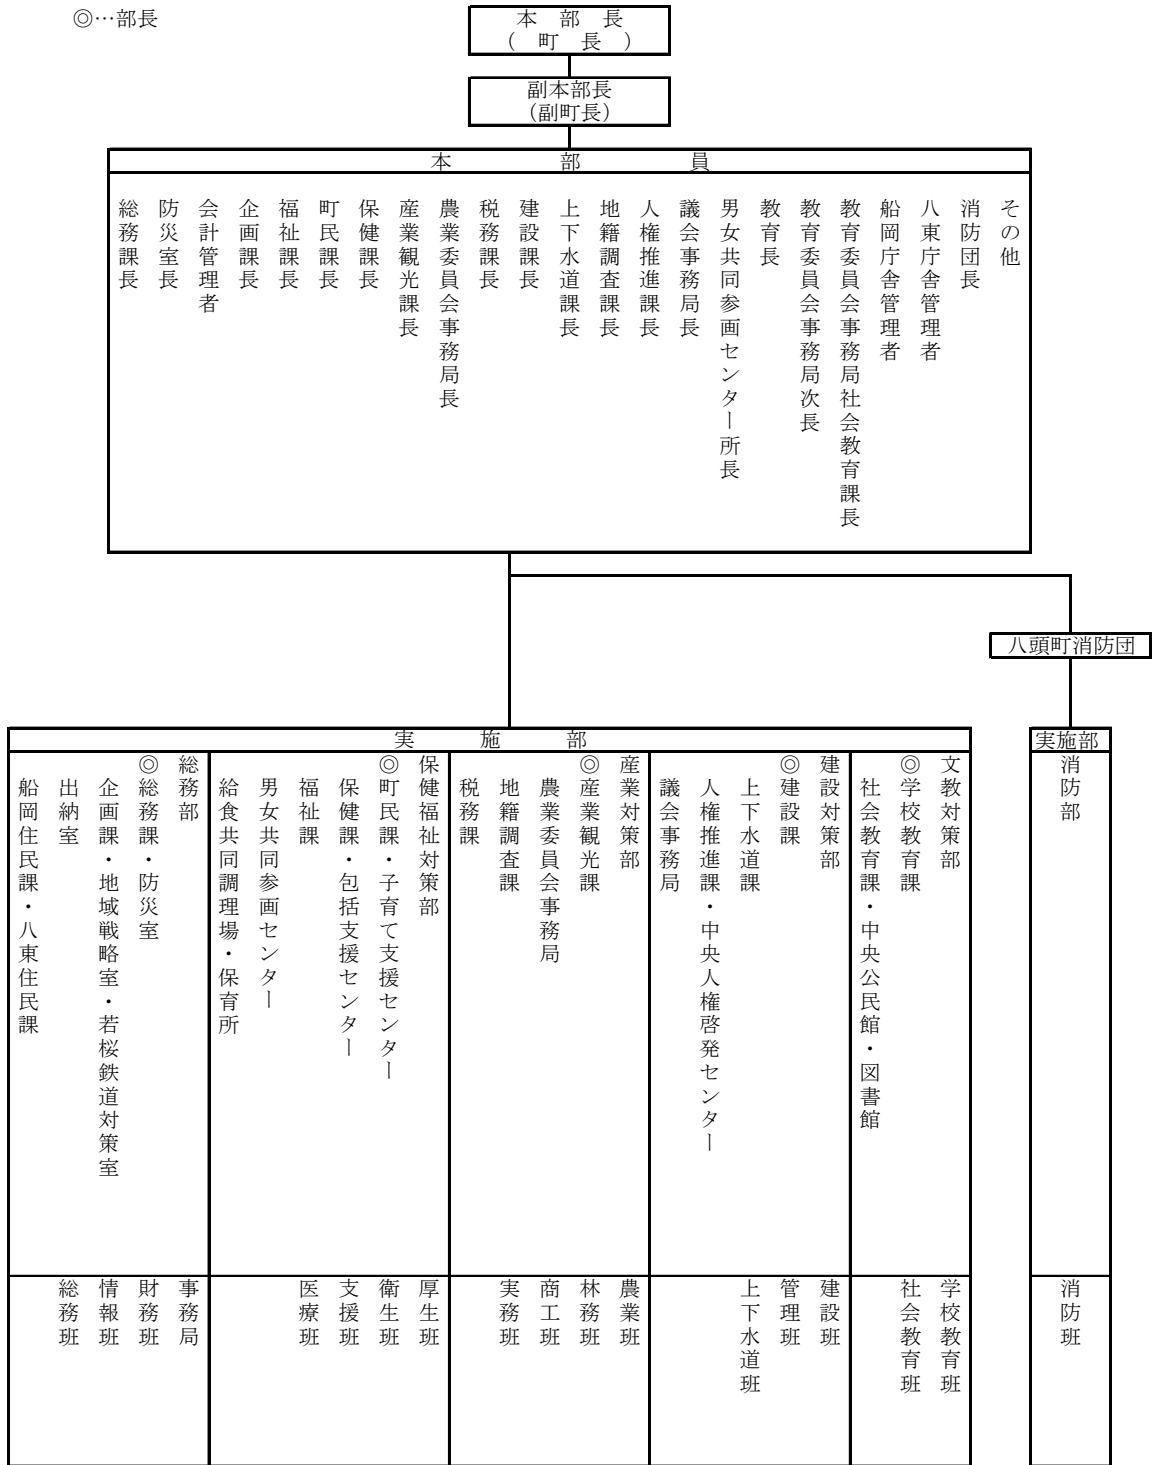 ◎…部長
本部長
(町長)
副本部長
(副町長)
本部員
総務課長
防災室長
会計管理者
企画課長
福祉課長
町民課長
保健課長
産業観光課長
農業委員会事務局長
税務課長
建設課長
上下水道課長
地籍調査課長
人権推進課長
議会事務局長
男女共同参画センター所長
教育長
教育委員会事務局次長
教育委員会事務局社会教育課長
船岡庁舎管理者
八東庁舎管理者
消防団長
その他
八頭町消防団
実施部
総務部
◎総務課・防災室
企画課・地域戦略室・若桜鉄道対策室
出納室
船岡住民課・八東住民課
事務局
財務班
情報班
総務班
保健福祉対策部
◎町民課・子育て支援センター
保健課・包括支援センター
福祉課
男女共同参画センター
給食共同調理場・保育所
厚生班
衛生班
支援班
医療班
産業対策部
◎産業観光課
農業委員会事務局
地籍調査課
税務課
農業班
林務班
商工班
実務班
建設対策部
◎建設課
上下水道課
人権推進課・中央人権啓発センター
議会事務局
建設班
管理班
上下水道班
文教対策部
◎学校教育課
社会教育課・中央公民館・図書館
学校教育班
社会教育班
実施部
消防部
消防班